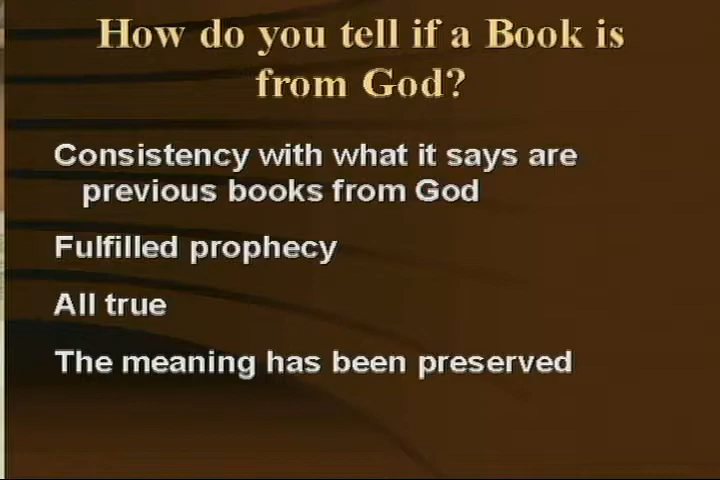 How do you tell if a Book is
from God?
Consistency with what it says are
previous books from God
Fulfilled prophecy
All true
The meaning has been preserved